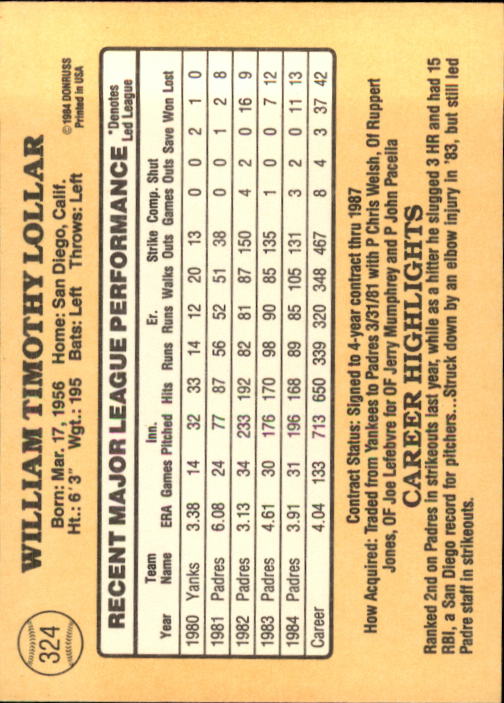 324
WILLIAM TIMOTHY LOLLAR
Born: Mar. 17, 1956 Home: San Diego, Calif.
Ht.: 6' 3" Wgt.: 195 Bats: Left Throws: Left
© 1984 DONRUSS
Printed in USA
RECENT MAJOR LEAGUE PERFORMANCE
*Denotes
Led League
Year Team Name ERA Games Inn. Pitched Hits Runs Er. Runs Walks Strike Outs Comp. Games Shut Outs Save Won Lost
1980 Yanks 3.38 14 32 33 14 12 20 13 0 0 2 1 0
1981 Padres 6.08 24 77 87 56 52 51 38 0 0 1 2 8
1982 Padres 3.13 34 233 192 82 81 87 150 4 2 0 16 9
1983 Padres 4.61 30 176 170 98 90 85 135 1 0 0 7 12
1984 Padres 3.91 31 196 168 89 85 105 131 3 2 0 11 13
Career 4.04 133 713 650 339 320 348 467 8 4 3 37 42
Contract Status: Signed to 4-year contract thru 1987
How Acquired: Traded from Yankees to Padres 3/31/81 with P Chris Welsh, Of Ruppert
Jones, OF Joe Lefebvre for OF Jerry Mumphrey and P John Pacella
CAREER HIGHLIGHTS
Ranked 2nd on Padres in strikeouts last year, while as a hitter he slugged 3 HR and had 15
RBI, a San Diego record for pitchers...Struck down by an elbow injury in '83, but still led
Padre staff in strikeouts.